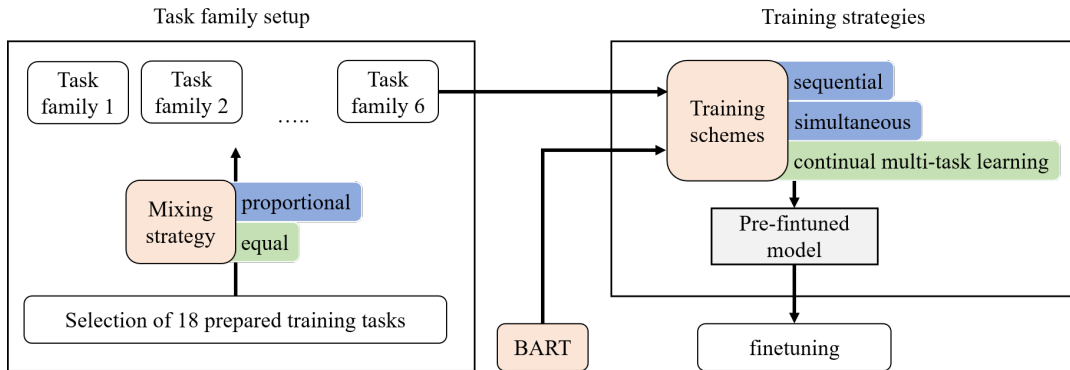 Task family setup
Task
family 1
Task
family 2
.....
Task
family 6
Mixing
strategy
proportional
equal
Selection of 18 prepared training tasks
BART
Training strategies
Training
schemes
sequential
simultaneous
continual multi-task learning
Pre-fintuned
model
finetuning